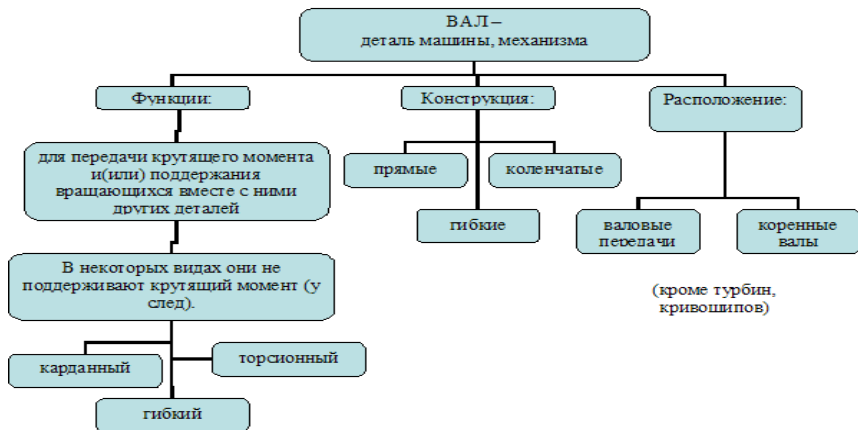 ВАЛ –
деталь машины, механизма
Функции:
Конструкция:
Расположение:
для передачи крутящего момента
и(или) поддержания
вращающихся вместе с ними
других деталей
прямые
коленчатые
гибкие
валовые
передачи
коренные
валы
В некоторых видах они не
поддерживают крутящий момент (у
след).
(кроме турбин,
кривошипов)
карданный
торсионный
гибкий